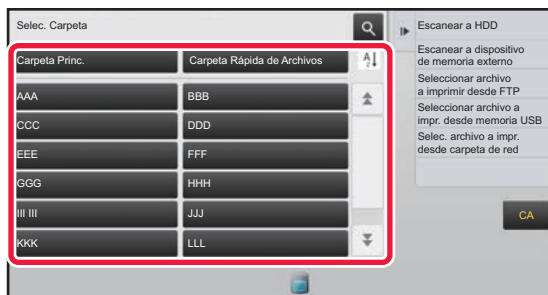 Selec. Carpeta
Carpeta Princ.
Carpeta Rápida de Archivos
AAA
BBB
CCC
DDD
EEE
FFF
GGG
HHH
III III
JJJ
KKK
LLL
Escanear a HDD
Escanear a dispositivo
de memoria externo
Seleccionar archivo
a imprimir desde FTP
Seleccionar archivo a
impr. desde memoria USB
Selec. archivo a impr.
desde carpeta de red
CA